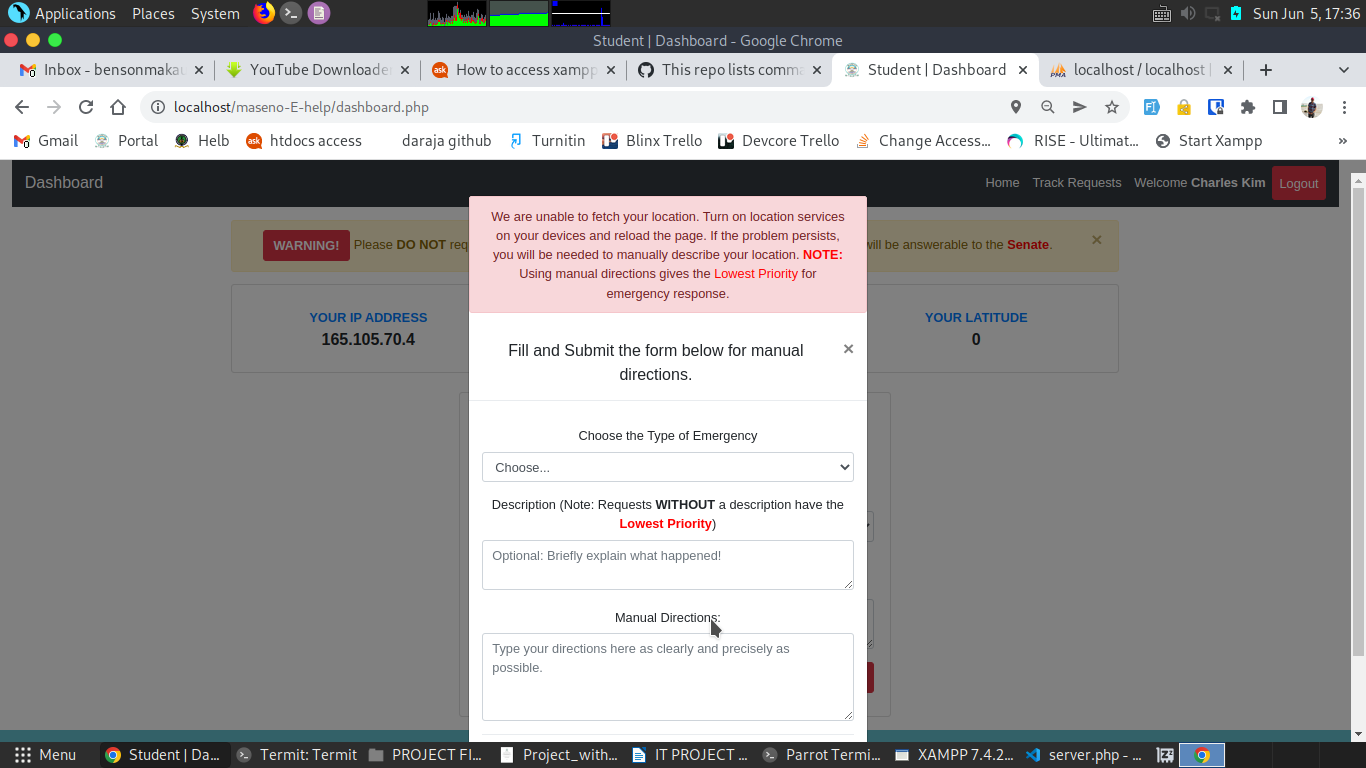 Applications Places System
Sun Jun 5, 17:36
Student | Dashboard - Google Chrome
Inbox - bensonmakau
YouTube Downloader
How to access xampp
This repo lists comma
Student | Dashboard
localhost / localhost |
localhost/maseno-E-help/dashboard.php
Gmail
Portal
Helb
htdocs access
daraja github
Turnitin
Blinx Trello
Devcore Trello
Change Access...
RISE - Ultimat...
Start Xampp
»
Dashboard
Home Track Requests Welcome Charles Kim Logout
WARNING! Please DO NOT req
will be answerable to the Senate.
×
YOUR IP ADDRESS
165.105.70.4
YOUR LATITUDE
0
We are unable to fetch your location. Turn on location services
on your devices and reload the page. If the problem persists,
you will be needed to manually describe your location. NOTE:
Using manual directions gives the Lowest Priority for
emergency response.
Fill and Submit the form below for manual
directions.
×
Choose the Type of Emergency
Choose...
Description (Note: Requests WITHOUT a description have the
Lowest Priority)
Optional: Briefly explain what happened!
Manual Directions:
Type your directions here as clearly and precisely as
possible.
Menu
Student | Da...
Termit: Termit
PROJECT FI...
Project_with...
IT PROJECT ...
Parrot Termi...
XAMPP 7.4.2...
server.php - ...